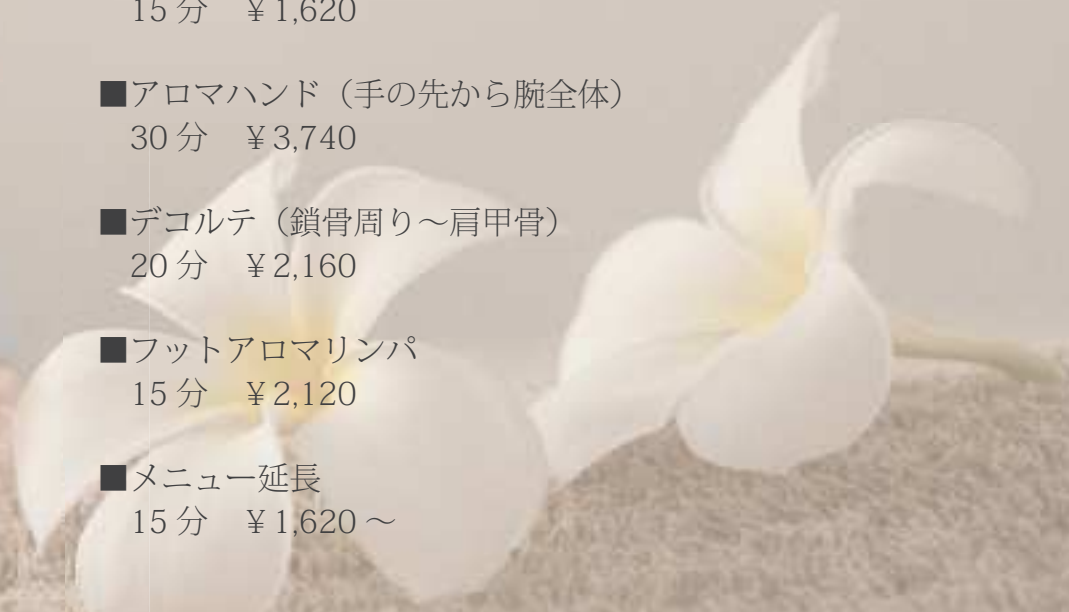 15 分　¥ 1,620
■アロマハンド（手の先から腕全体）
30 分　¥ 3,740
■デコルテ（鎖骨周り～肩甲骨）
20 分　¥ 2,160
■フットアロマリンパ
15 分　¥ 2,120
■メニュー延長
15 分　¥ 1,620 ～